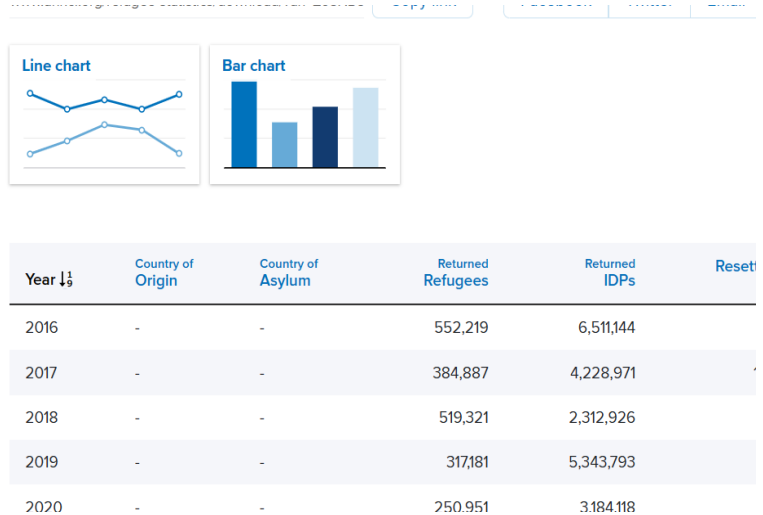 Line chart
Bar chart
Year
Country of Origin
Country of Asylum
Returned Refugees
Returned IDPs
2016 - - 552,219 6,511,144
2017 - - 384,887 4,228,971
2018 - - 519,321 2,312,926
2019 - - 317,181 5,343,793
2020 - - 250,951 3,184,118